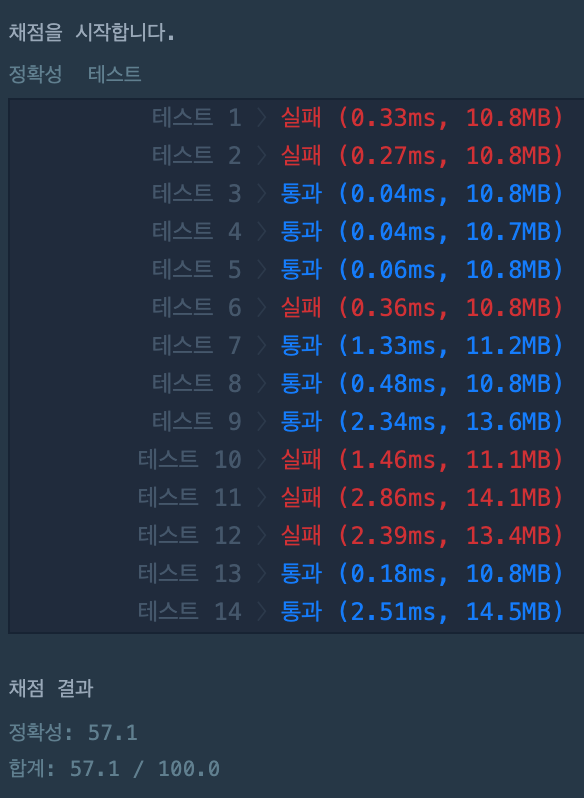 채점을 시작합니다.
정확성 테스트
테스트 1 〉 실패 (0.33ms, 10.8MB)
테스트 2 〉 실패 (0.27ms, 10.8MB)
테스트 3 〉 통과 (0.04ms, 10.8MB)
테스트 4 〉 통과 (0.04ms, 10.7MB)
테스트 5 〉 통과 (0.06ms, 10.8MB)
테스트 6 〉 실패 (0.36ms, 10.8MB)
테스트 7 〉 통과 (1.33ms, 11.2MB)
테스트 8 〉 통과 (0.48ms, 10.8MB)
테스트 9 〉 통과 (2.34ms, 13.6MB)
테스트 10 〉 실패 (1.46ms, 11.1MB)
테스트 11 〉 실패 (2.86ms, 14.1MB)
테스트 12 〉 실패 (2.39ms, 13.4MB)
테스트 13 〉 통과 (0.18ms, 10.8MB)
테스트 14 〉 통과 (2.51ms, 14.5MB)
채점 결과
정확성: 57.1
합계: 57.1 / 100.0